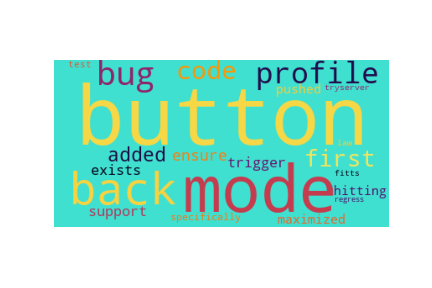 test
bug code profile
pushed tryserver
button
law
added ensure trigger first
exists fitts
back mode hitting
regress
support specifically maximized